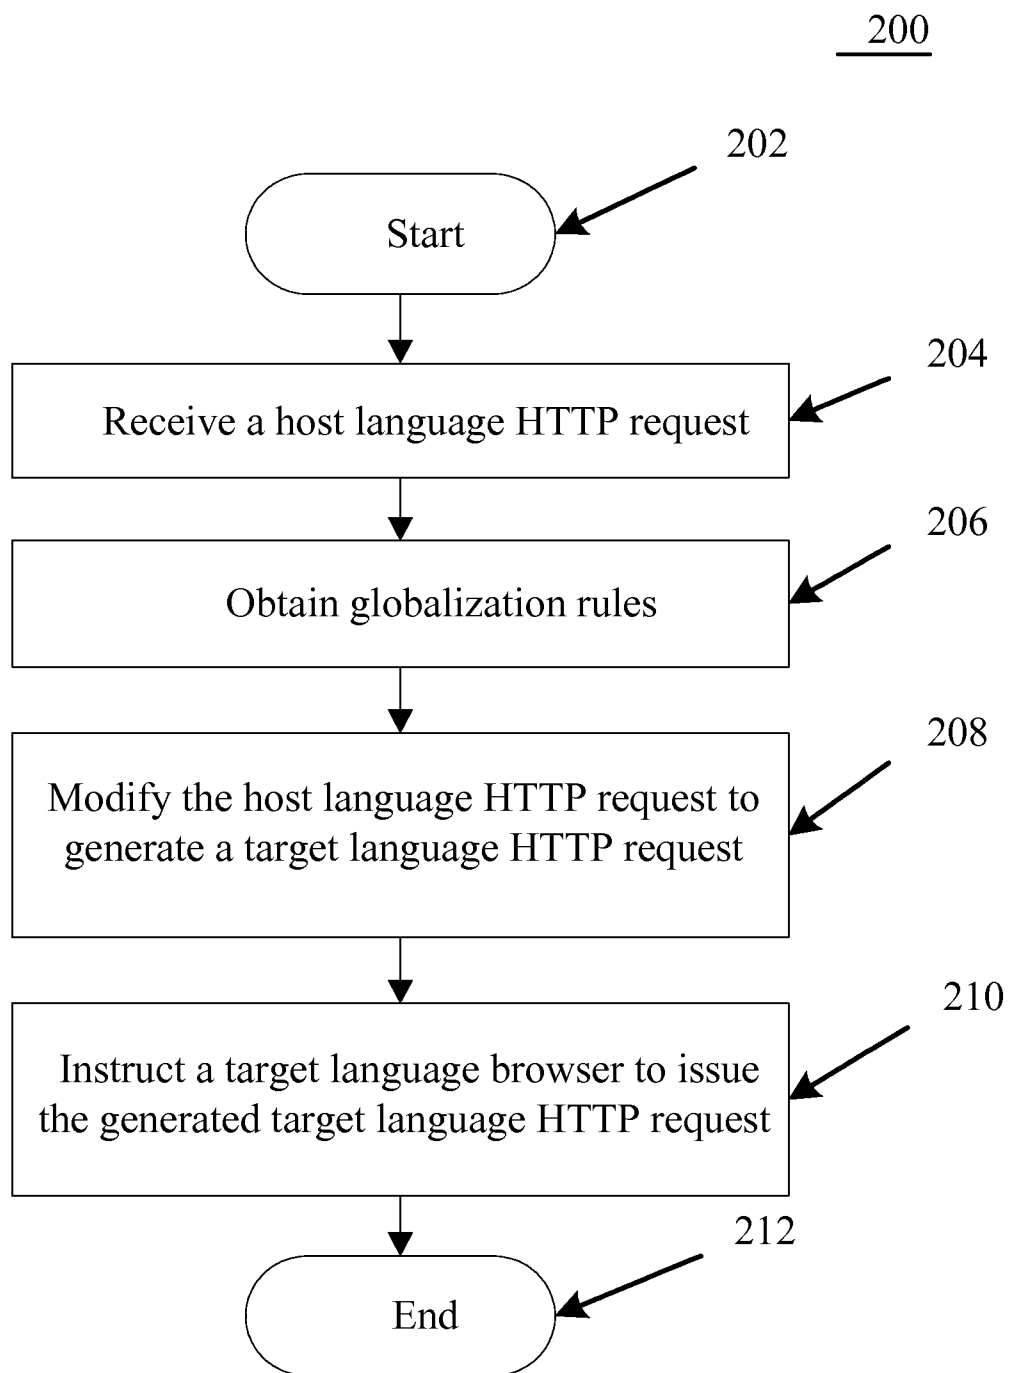 200
202
Start
204
Receive a host language HTTP request
206
Obtain globalization rules
208
Modify the host language HTTP request to
generate a target language HTTP request
210
Instruct a target language browser to issue
the generated target language HTTP request
212
End